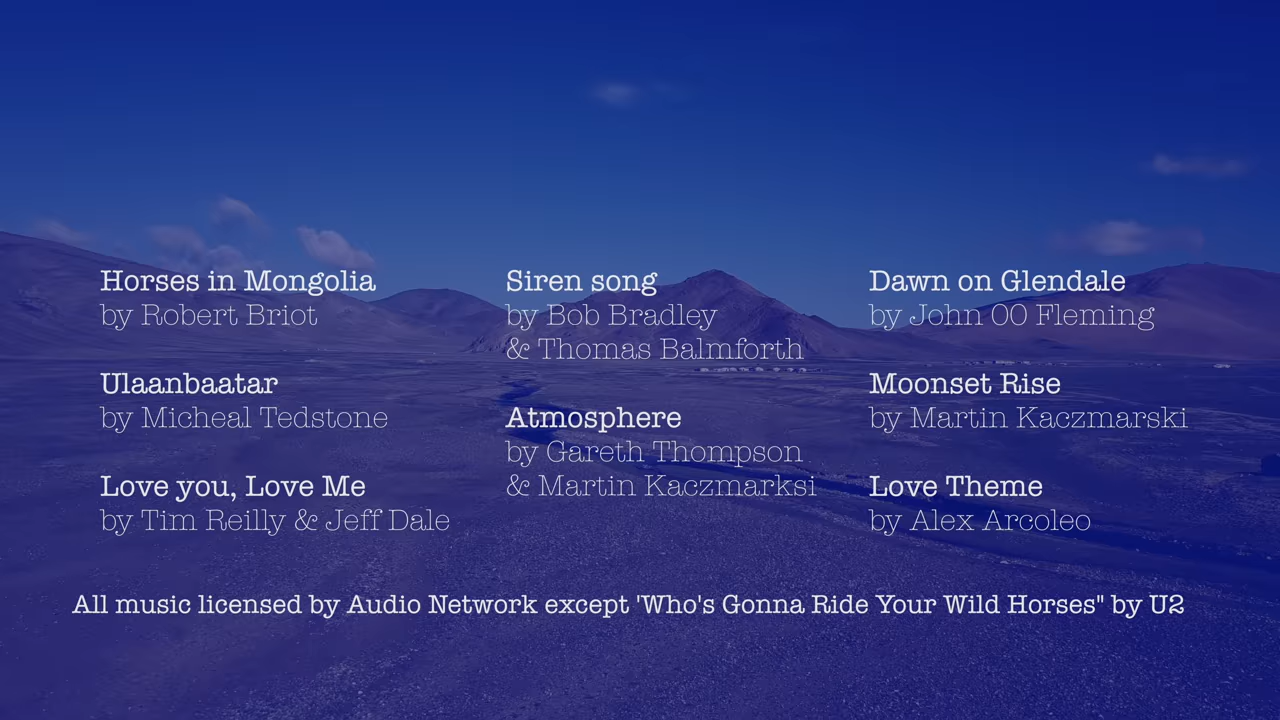 Horses in Mongolia
by Robert Briot
Ulaanbaatar
by Micheal Tedstone
Love you, Love Me
by Tim Reilly & Jeff Dale
Siren song
by Bob Bradley
& Thomas Balmforth
Atmosphere
by Gareth Thompson
& Martin Kaczmarksi
Dawn on Glendale
by John 00 Fleming
Moonset Rise
by Martin Kaczmarski
Love Theme
by Alex Arcoleo
All music licensed by Audio Network except 'Who's Gonna Ride Your Wild Horses" by U2